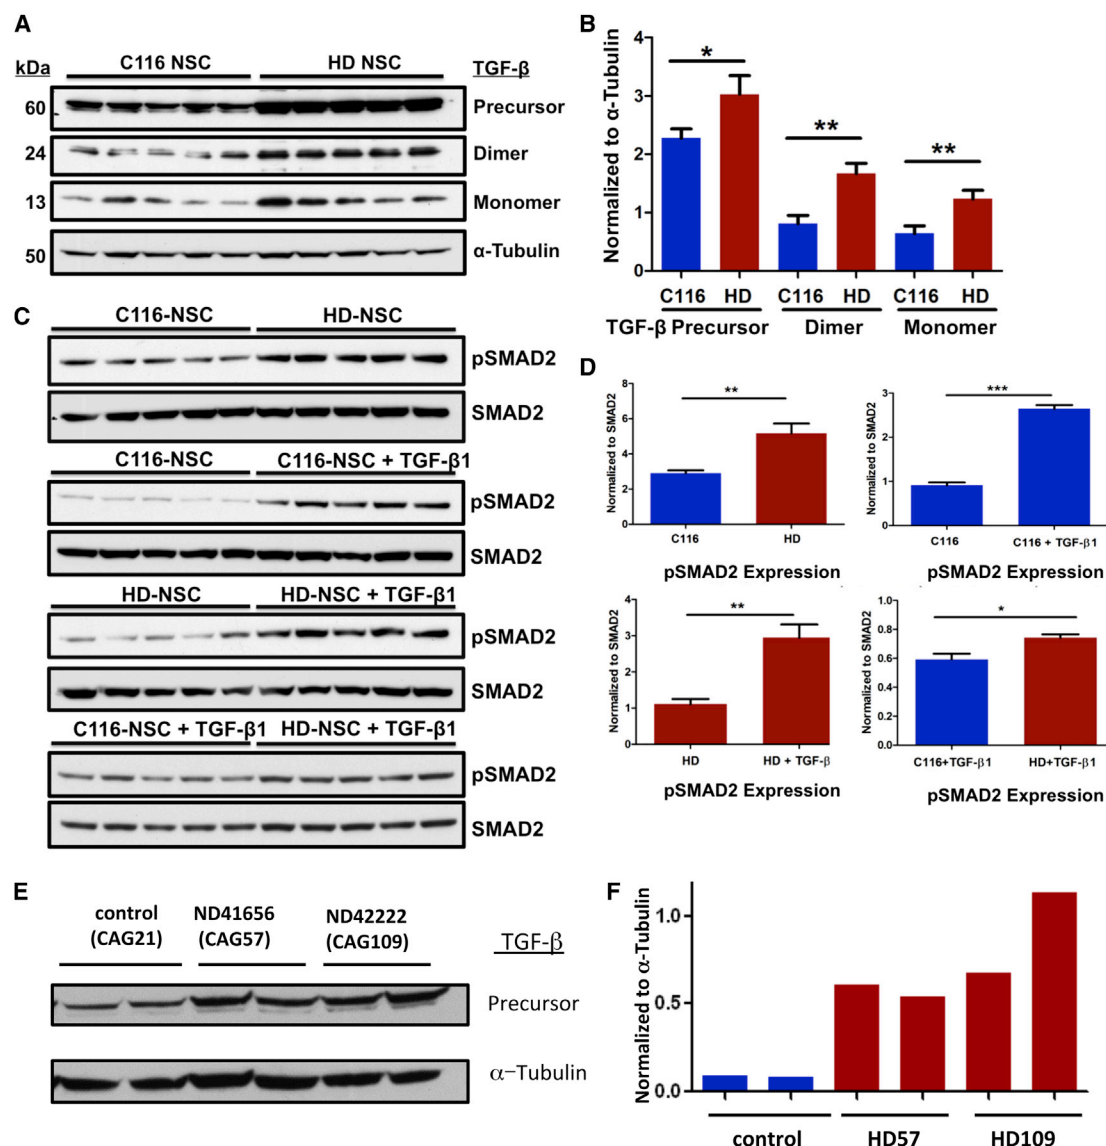 A
kDa
C116 NSC
HD NSC
TGF-β
60
Precursor
24
Dimer
13
Monomer
50
α-Tubulin
B
Normalized to α-Tubulin
4
3
2
1
0
*
**
**
C116 HD C116 HD C116 HD
TGF-β Precursor Dimer Monomer
C
C116-NSC
HD-NSC
pSMAD2
SMAD2
C116-NSC
C116-NSC + TGF-β1
pSMAD2
SMAD2
HD-NSC
HD-NSC + TGF-β1
pSMAD2
SMAD2
C116-NSC + TGF-β1
HD-NSC + TGF-β1
pSMAD2
SMAD2
D
Normalized to SMAD2
8
6
4
2
0
**
C116
HD
pSMAD2 Expression
Normalized to SMAD2
3
2
1
0
***
C116
C116 + TGF-β1
pSMAD2 Expression
Normalized to SMAD2
4
3
2
1
0
**
HD
HD + TGF-β
pSMAD2 Expression
Normalized to SMAD2
1.0
0.8
0.6
0.4
0.2
0.0
*
C116+TGF-β1
HD+TGF-β1
pSMAD2 Expression
E
control
(CAG21)
ND41656
(CAG57)
ND42222
(CAG109)
TGF-β
Precursor
α-Tubulin
F
Normalized to α-Tubulin
1.0
0.5
0.0
control
HD57
HD109